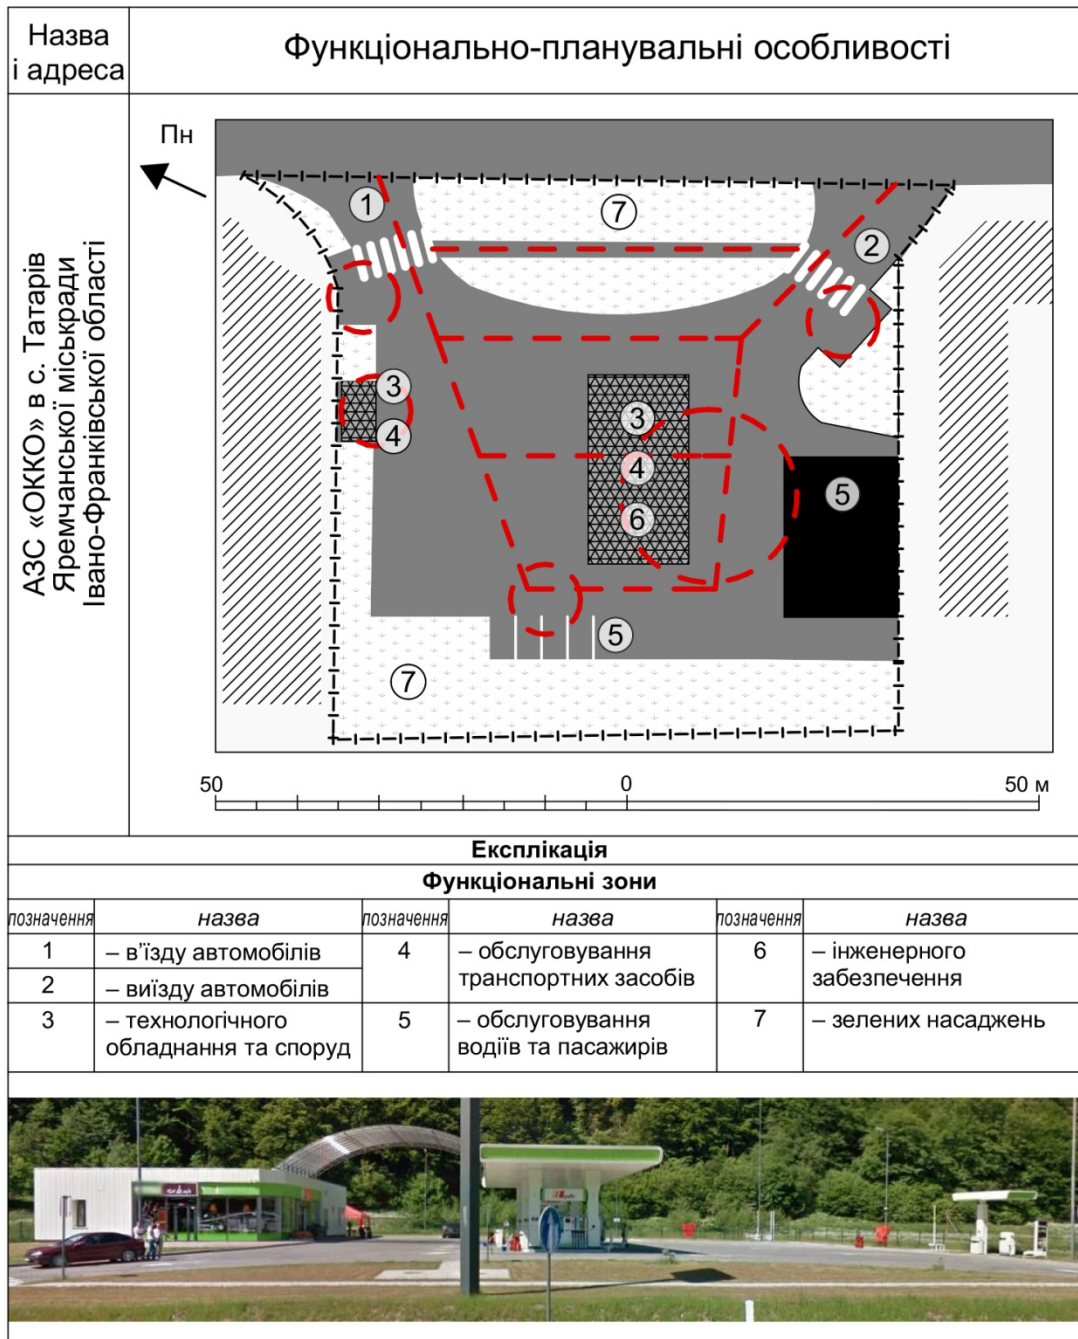 Назва
і адреса
Функціонально-планувальні особливості
АЗС «ОККО» в с. Татарів
Яремчанської міськради
Івано-Франківської області
Пн
1
7
2
3
4
3
4
6
5
5
7
50
0
50 м
Експлікація
Функціональні зони
позначення
назва
позначення
назва
позначення
назва
1
– в’їзду автомобілів
2
– виїзду автомобілів
3
– технологічного
обладнання та споруд
4
– обслуговування
транспортних засобів
5
– обслуговування
водіїв та пасажирів
6
– інженерного
забезпечення
7
– зелених насаджень